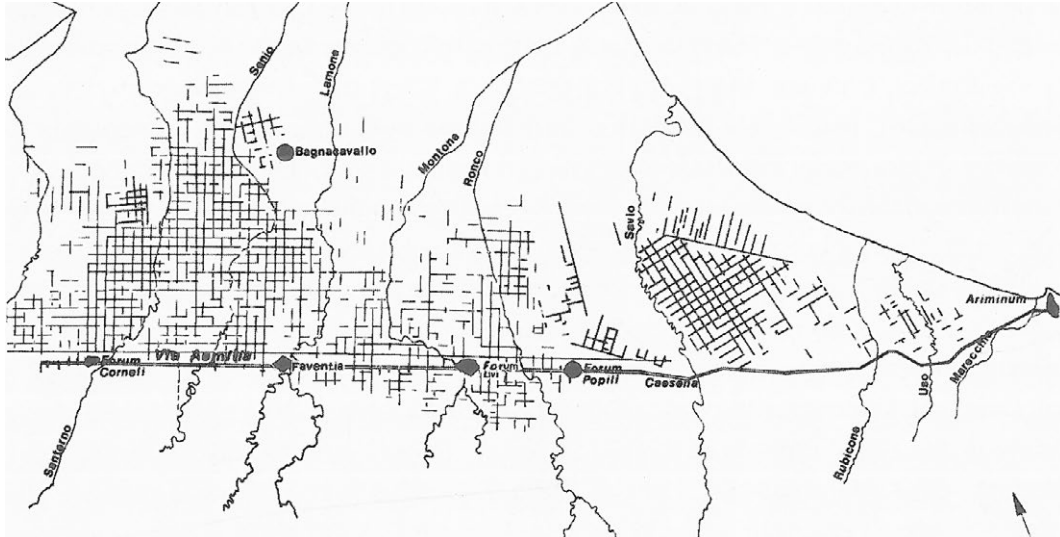 Senio
Lamone
Bagnacavallo
Montone
Ronco
Savio
Ariminum
Marecchia
Uso
Rubicone
Via Aemilia
Forum
Corneli
Faventia
Forum
Livi
Forum
Popili
Caesena
Santerno